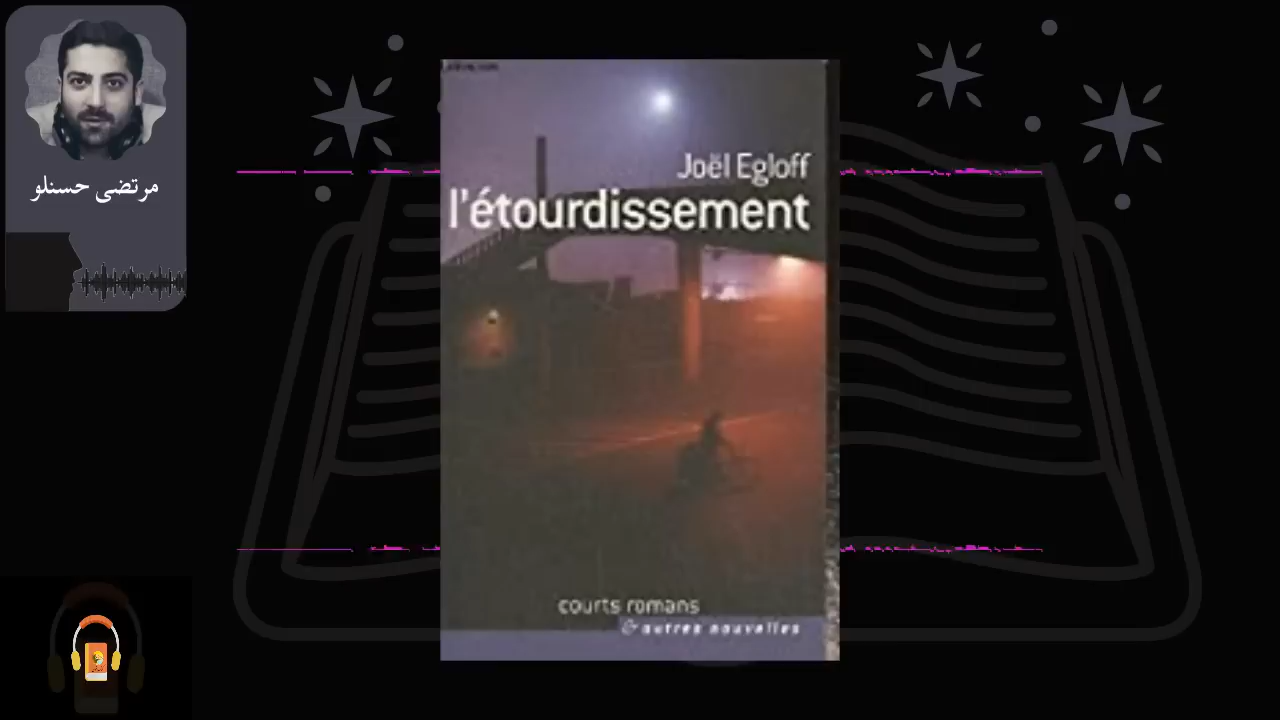 مرتضی حسنلو
Joël Egloff
l'étourdissement
courts romans
& autres nouvelles